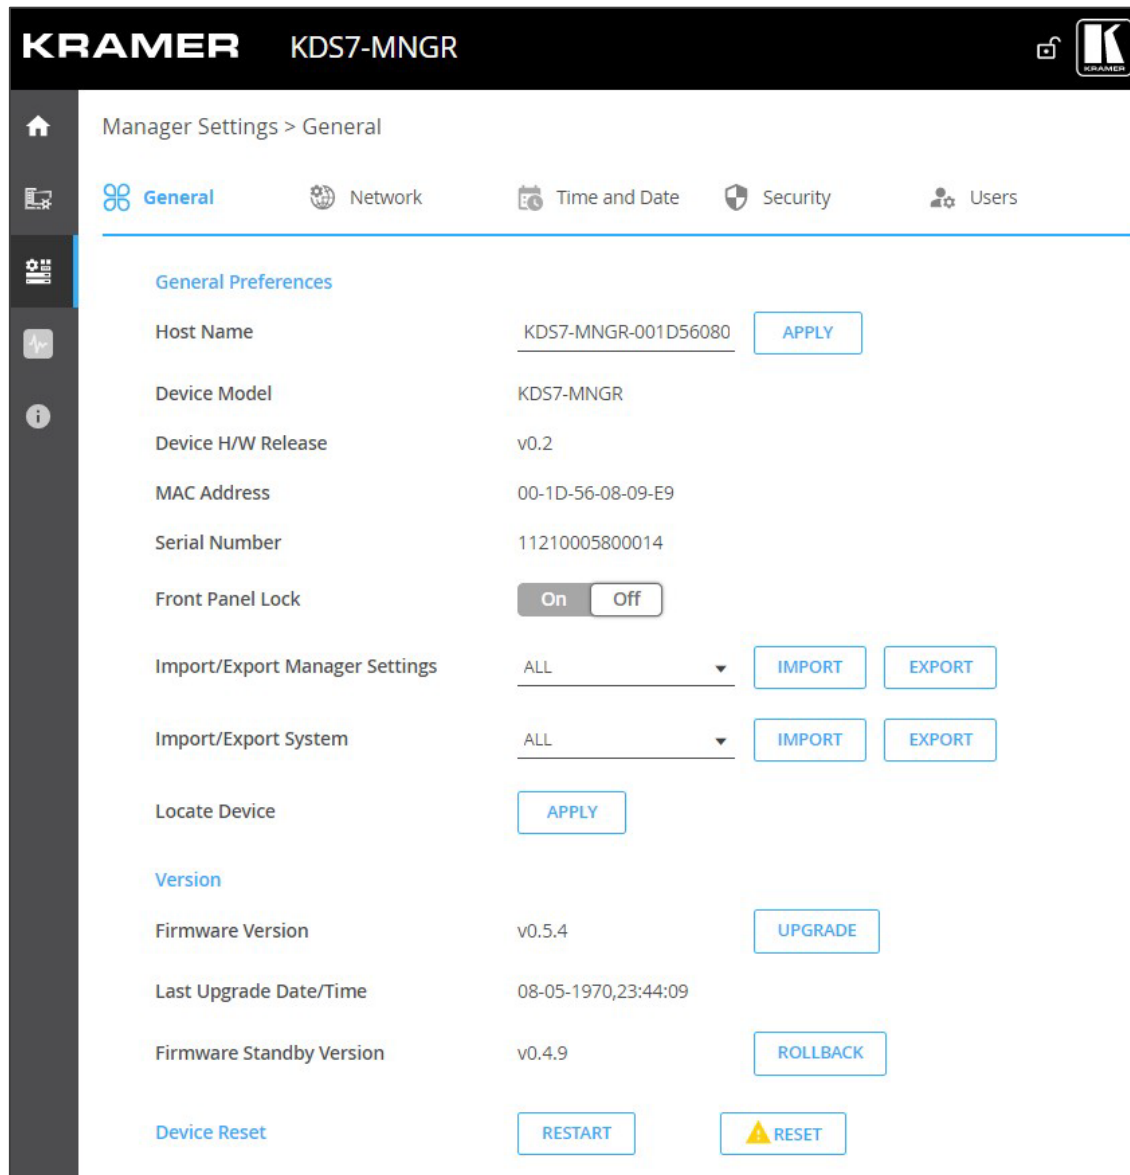 KRAMER KDS7-MNGR
KRAMER
Manager Settings > General
General Network Time and Date Security Users
General Preferences
Host Name KDS7-MNGR-001D56080 APPLY
Device Model KDS7-MNGR
Device H/W Release v0.2
MAC Address 00-1D-56-08-09-E9
Serial Number 11210005800014
Front Panel Lock On Off
Import/Export Manager Settings ALL IMPORT EXPORT
Import/Export System ALL IMPORT EXPORT
Locate Device APPLY
Version
Firmware Version v0.5.4 UPGRADE
Last Upgrade Date/Time 08-05-1970,23:44:09
Firmware Standby Version v0.4.9 ROLLBACK
Device Reset RESTART RESET